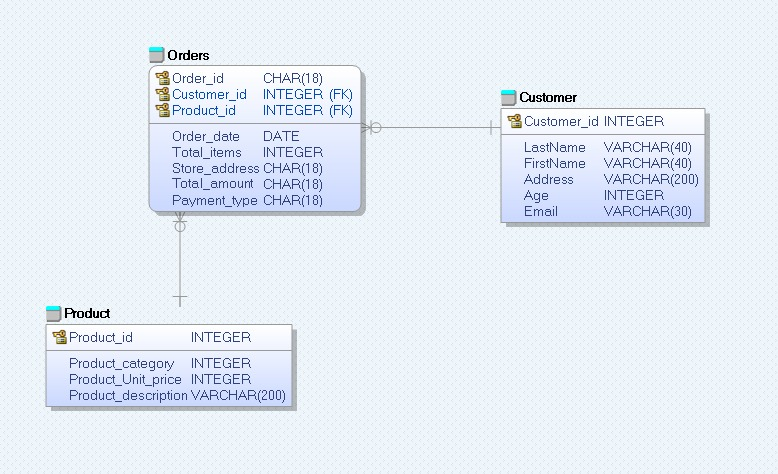 Orders
Order_id CHAR(18)
Customer_id INTEGER (FK)
Product_id INTEGER (FK)
Order_date DATE
Total_items INTEGER
Store_address CHAR(18)
Total_amount CHAR(18)
Payment_type CHAR(18)
Customer
Customer_id INTEGER
LastName VARCHAR(40)
FirstName VARCHAR(40)
Address VARCHAR(200)
Age INTEGER
Email VARCHAR(30)
Product
Product_id INTEGER
Product_category INTEGER
Product_Unit_price INTEGER
Product_description VARCHAR(200)